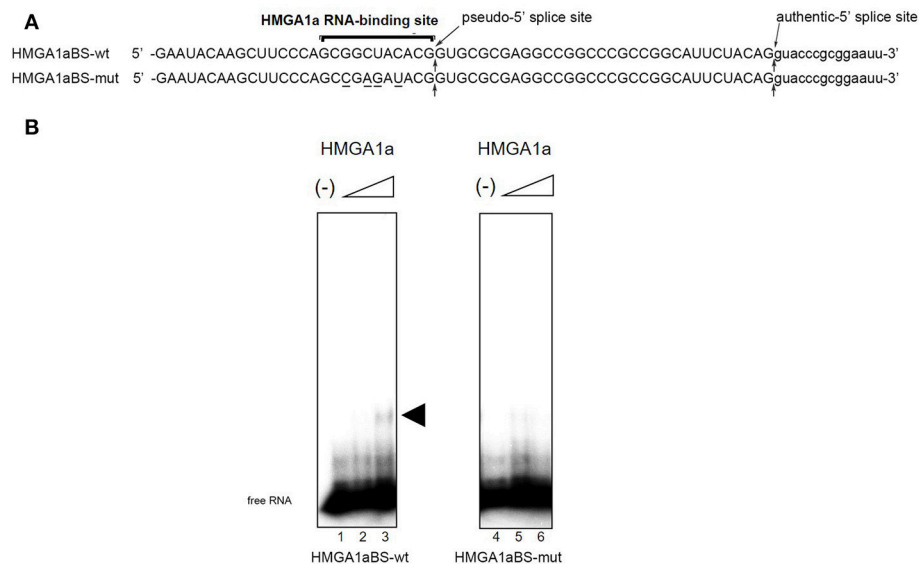 A
HMGA1a RNA-binding site pseudo-5' splice site authentic-5' splice site
HMGA1aBS-wt 5' -GAAUACAAGCUUCCCAGCGGCUACACGGUGCGCGAGGCCGGCCCGCCGGCAUUCUACAGguacccgcggaauu-3'
HMGA1aBS-mut 5' -GAAUACAAGCUUCCCAGCCGAGAUACGGUGCGCGAGGCCGGCCCGCCGGCAUUCUACAGguacccgcggaauu-3'
B
HMGA1a HMGA1a
(-) (-)
free RNA
1 2 3 4 5 6
HMGA1aBS-wt HMGA1aBS-mut